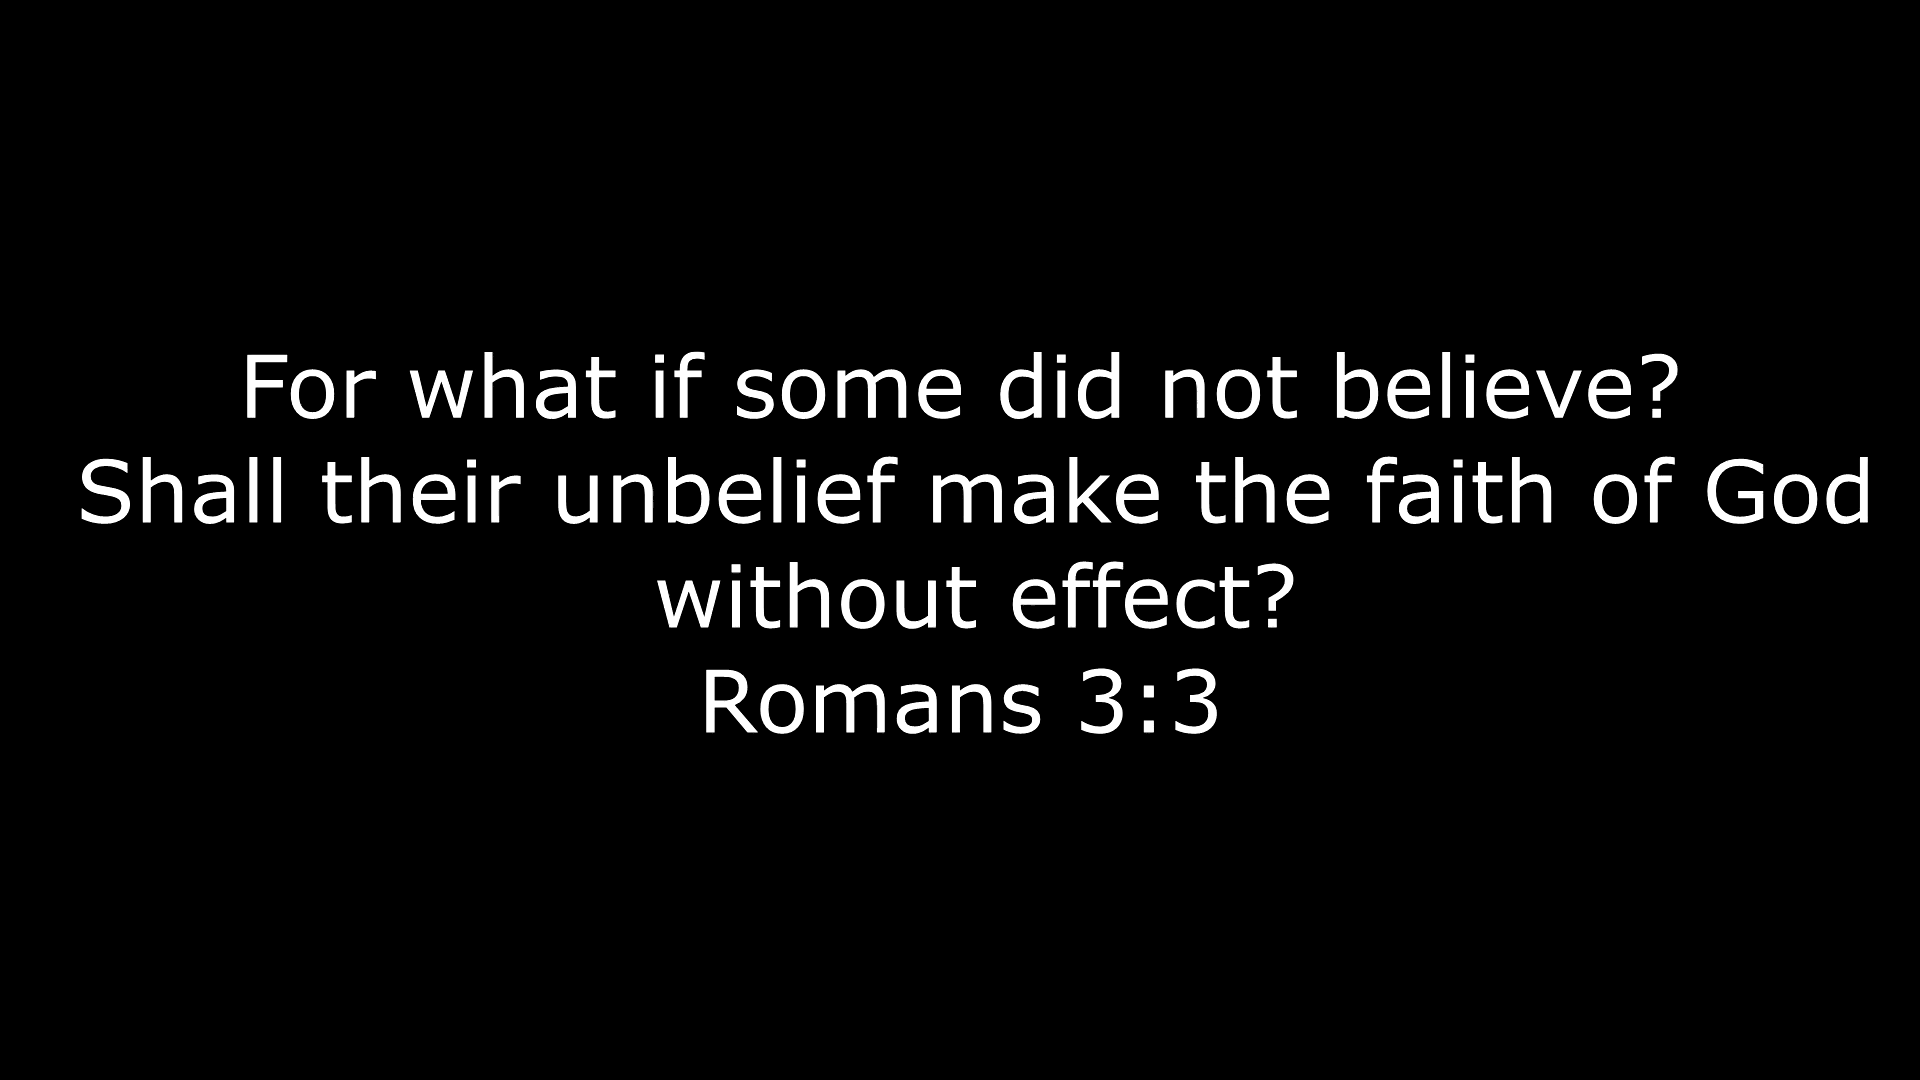 For what if some did not believe?
Shall their unbelief make the faith of God
without effect?
Romans 3:3